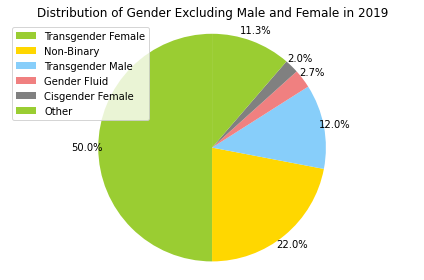 Distribution of Gender Excluding Male and Female in 2019
Transgender Female
Non-Binary
Transgender Male
Gender Fluid
Cisgender Female
Other
11.3%
2.0%
2.7%
12.0%
50.0%
22.0%